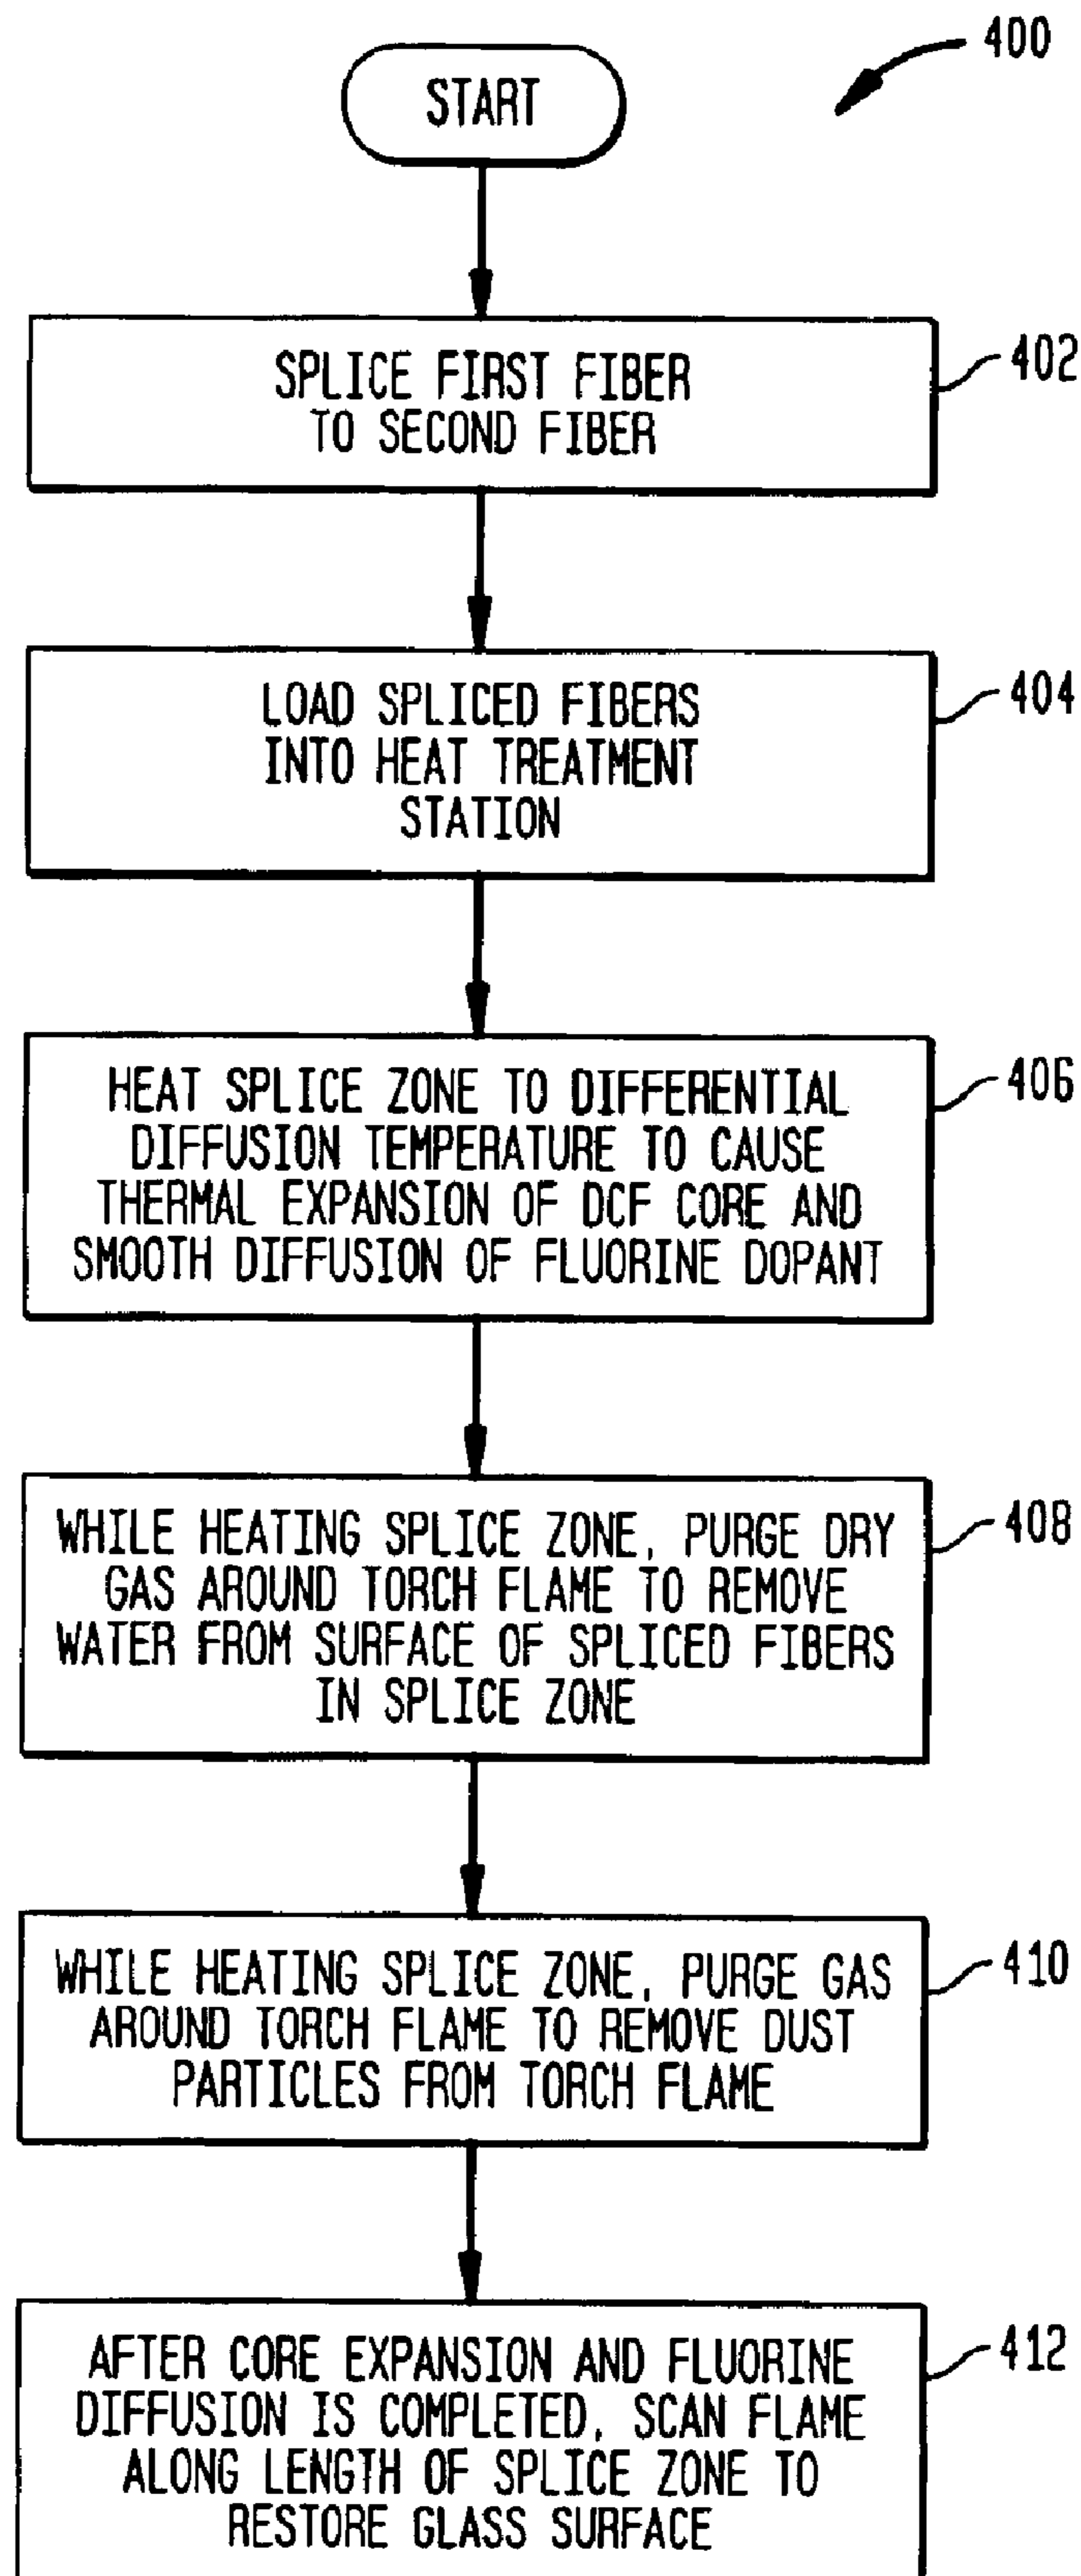 400
START
SPLICE FIRST FIBER
TO SECOND FIBER
402
LOAD SPLICED FIBERS
INTO HEAT TREATMENT
STATION
404
HEAT SPLICE ZONE TO DIFFERENTIAL
DIFFUSION TEMPERATURE TO CAUSE
THERMAL EXPANSION OF DCF CORE AND
SMOOTH DIFFUSION OF FLUORINE DOPANT
406
WHILE HEATING SPLICE ZONE, PURGE DRY
GAS AROUND TORCH FLAME TO REMOVE
WATER FROM SURFACE OF SPLICED FIBERS
IN SPLICE ZONE
408
WHILE HEATING SPLICE ZONE, PURGE GAS
AROUND TORCH FLAME TO REMOVE DUST
PARTICLES FROM TORCH FLAME
410
AFTER CORE EXPANSION AND FLUORINE
DIFFUSION IS COMPLETED, SCAN FLAME
ALONG LENGTH OF SPLICE ZONE TO
RESTORE GLASS SURFACE
412